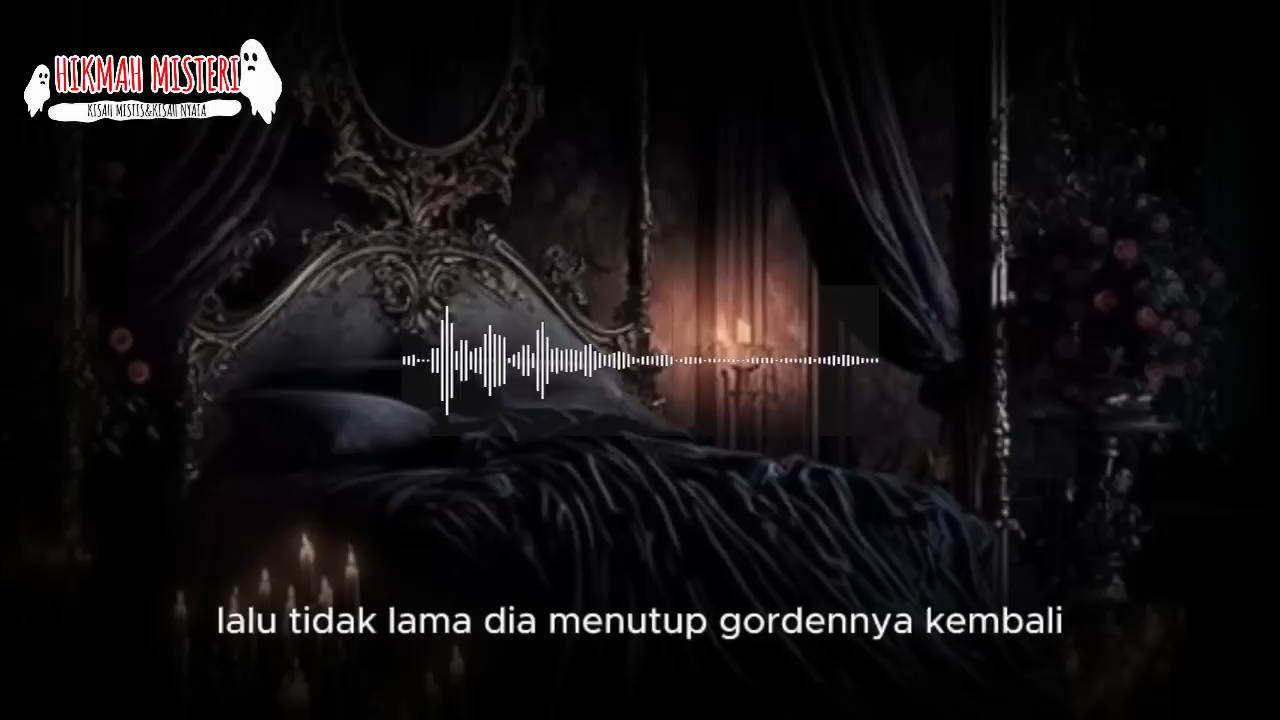 HIKMAH MISTERI
KISAH MISTIS&KISAH NYATA
lalu tidak lama dia menutup gordennya kembali